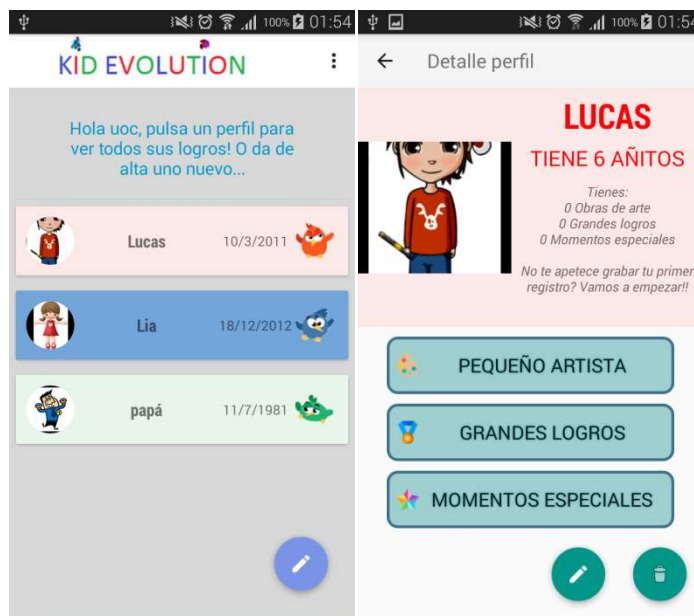 100% 01:54
KID EVOLUTION
Hola uoc, pulsa un perfil para
ver todos sus logros! O da de
alta uno nuevo...
Lucas 10/3/2011
Lia 18/12/2012
papá 11/7/1981
100% 01:54
Detalle perfil
LUCAS
TIENE 6 AÑITOS
Tienes:
0 Obras de arte
0 Grandes logros
0 Momentos especiales
No te apetece grabar tu primer
registro? Vamos a empezar!!
PEQUEÑO ARTISTA
GRANDES LOGROS
MOMENTOS ESPECIALES